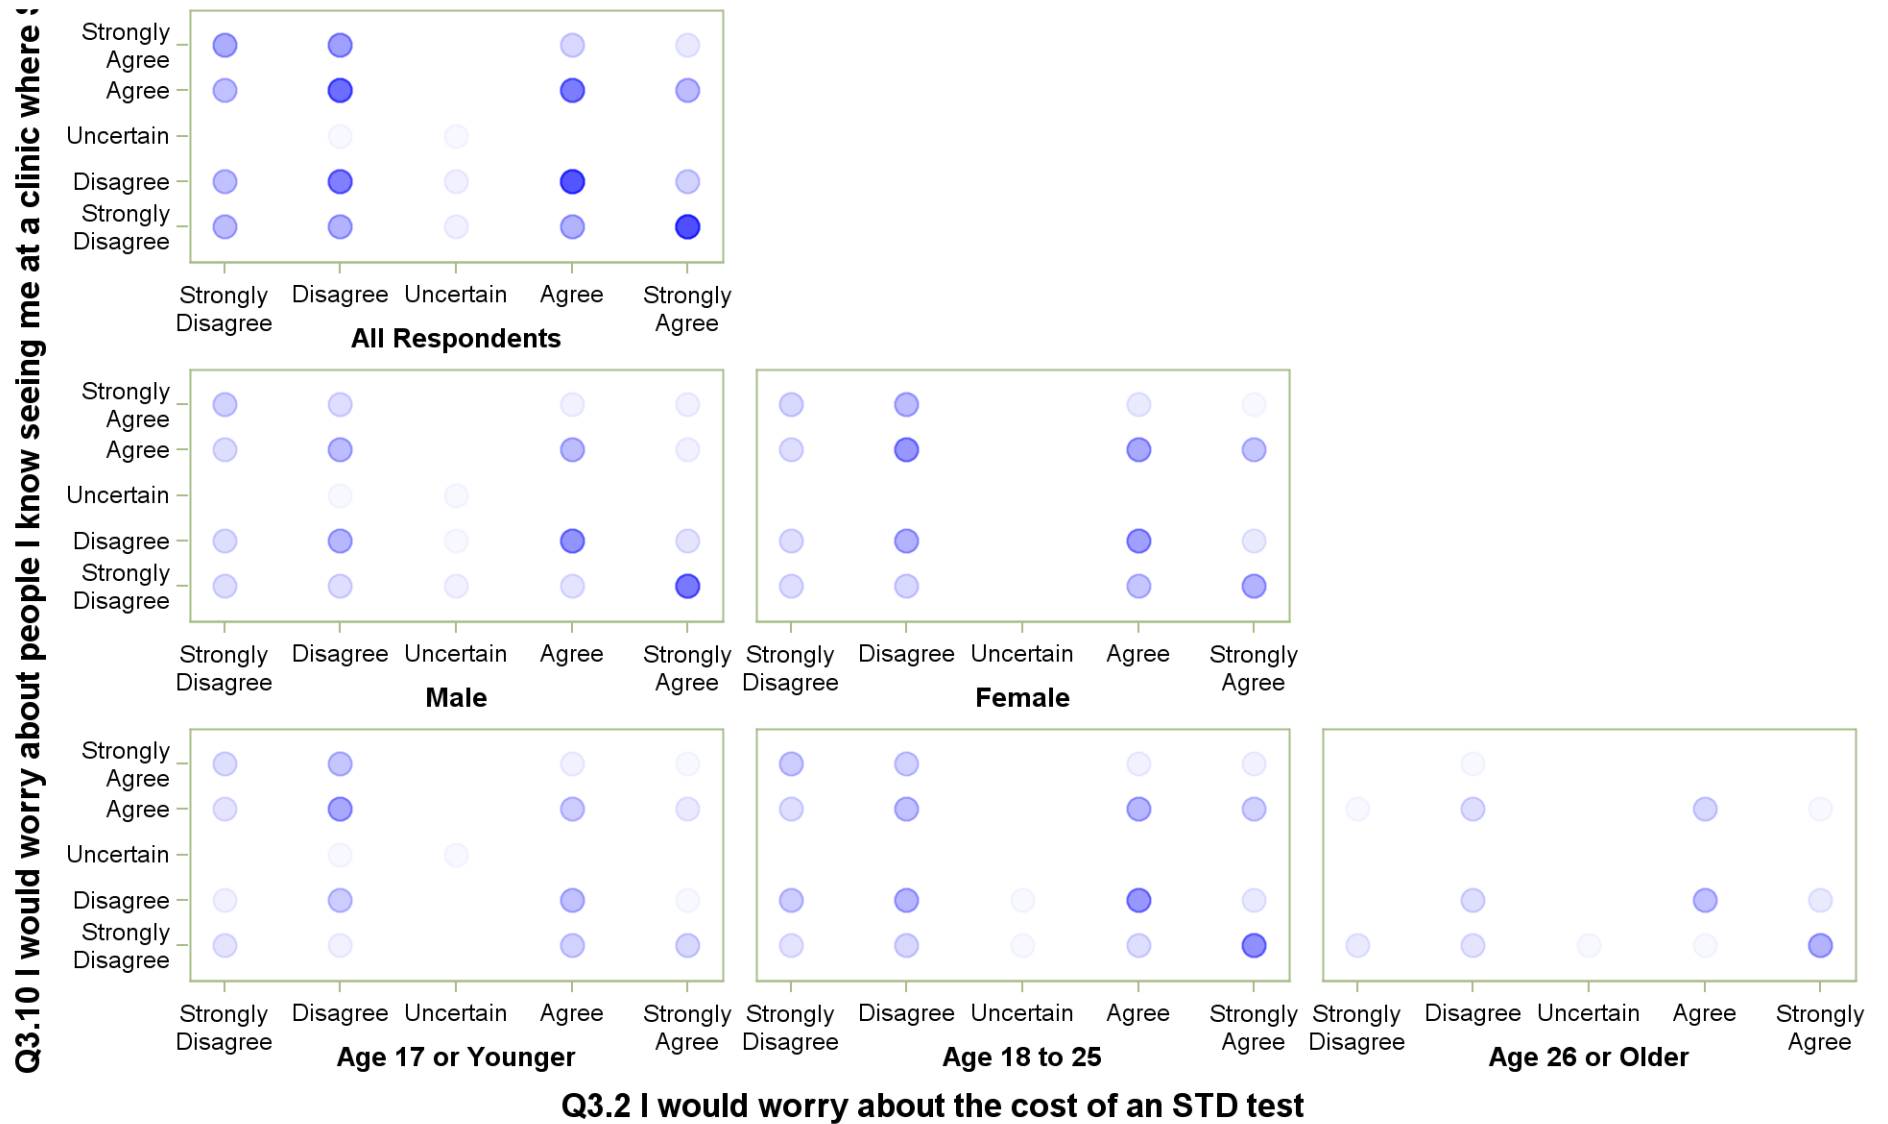 Q3.10 I would worry about people I know seeing me at a clinic where
Strongly
Agree
Agree
Uncertain
Disagree
Strongly
Disagree
Strongly
Disagree
Disagree
Uncertain
Agree
Strongly
Agree
All Respondents
Strongly
Agree
Agree
Uncertain
Disagree
Strongly
Disagree
Strongly
Disagree
Disagree
Uncertain
Agree
Strongly
Agree
Male
Strongly
Disagree
Disagree
Uncertain
Agree
Strongly
Agree
Female
Strongly
Agree
Agree
Uncertain
Disagree
Strongly
Disagree
Strongly
Disagree
Disagree
Uncertain
Agree
Strongly
Agree
Age 17 or Younger
Strongly
Disagree
Disagree
Uncertain
Agree
Strongly
Agree
Age 18 to 25
Strongly
Disagree
Disagree
Uncertain
Agree
Strongly
Agree
Age 26 or Older
Q3.2 I would worry about the cost of an STD test